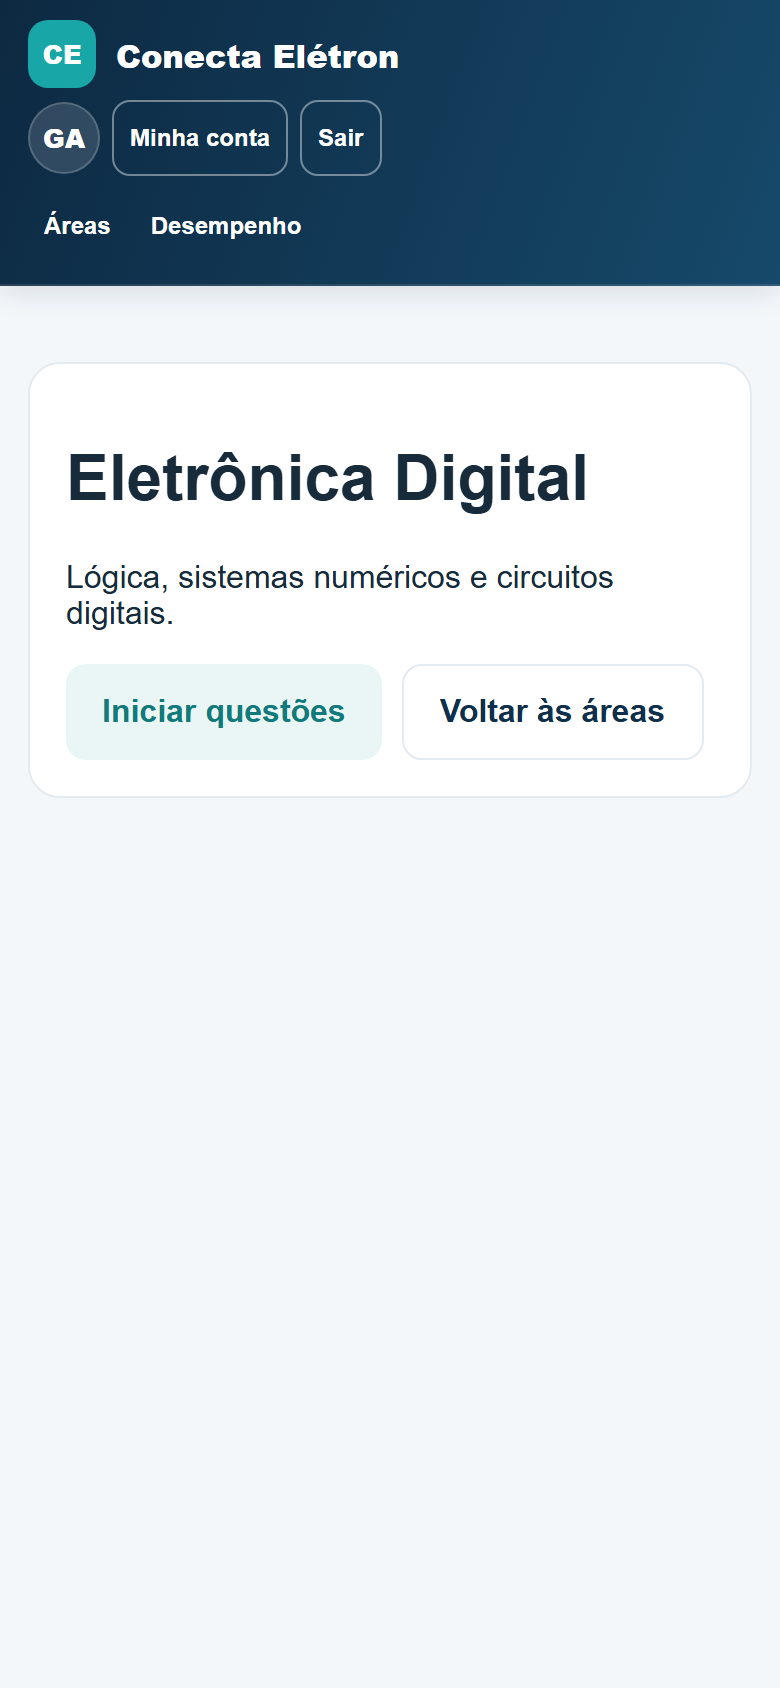 CE Conecta Elétron
GA Minha conta Sair
Áreas Desempenho
Eletrônica Digital
Lógica, sistemas numéricos e circuitos
digitais.
Iniciar questões Voltar às áreas